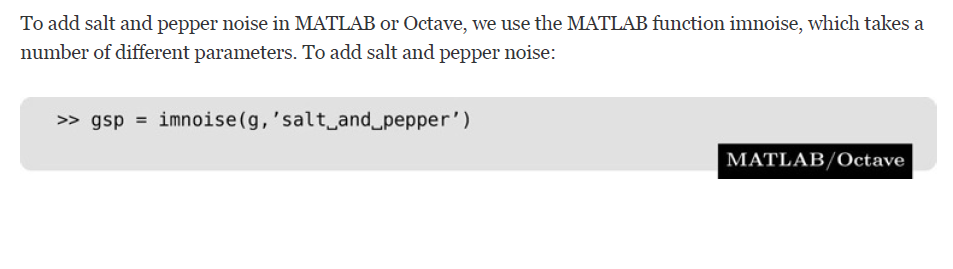 To add salt and pepper noise in MATLAB or Octave, we use the MATLAB function imnoise, which takes a
number of different parameters. To add salt and pepper noise:
>> gsp = imnoise(g,’salt␣and␣pepper’)
MATLAB/Octave